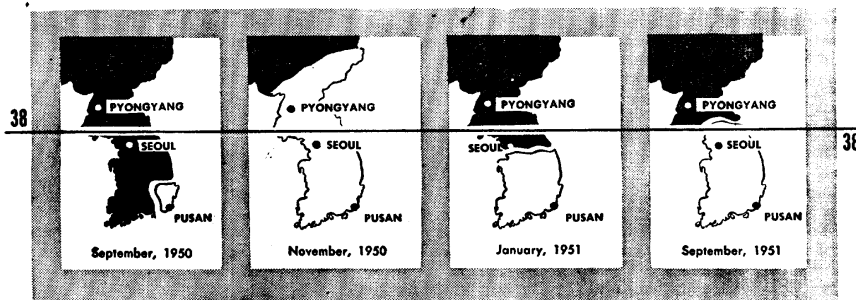 38
PYONGYANG
SEOUL
PUSAN
September, 1950
PYONGYANG
SEOUL
PUSAN
November, 1950
PYONGYANG
SEOUL
PUSAN
January, 1951
PYONGYANG
SEOUL
PUSAN
September, 1951
38